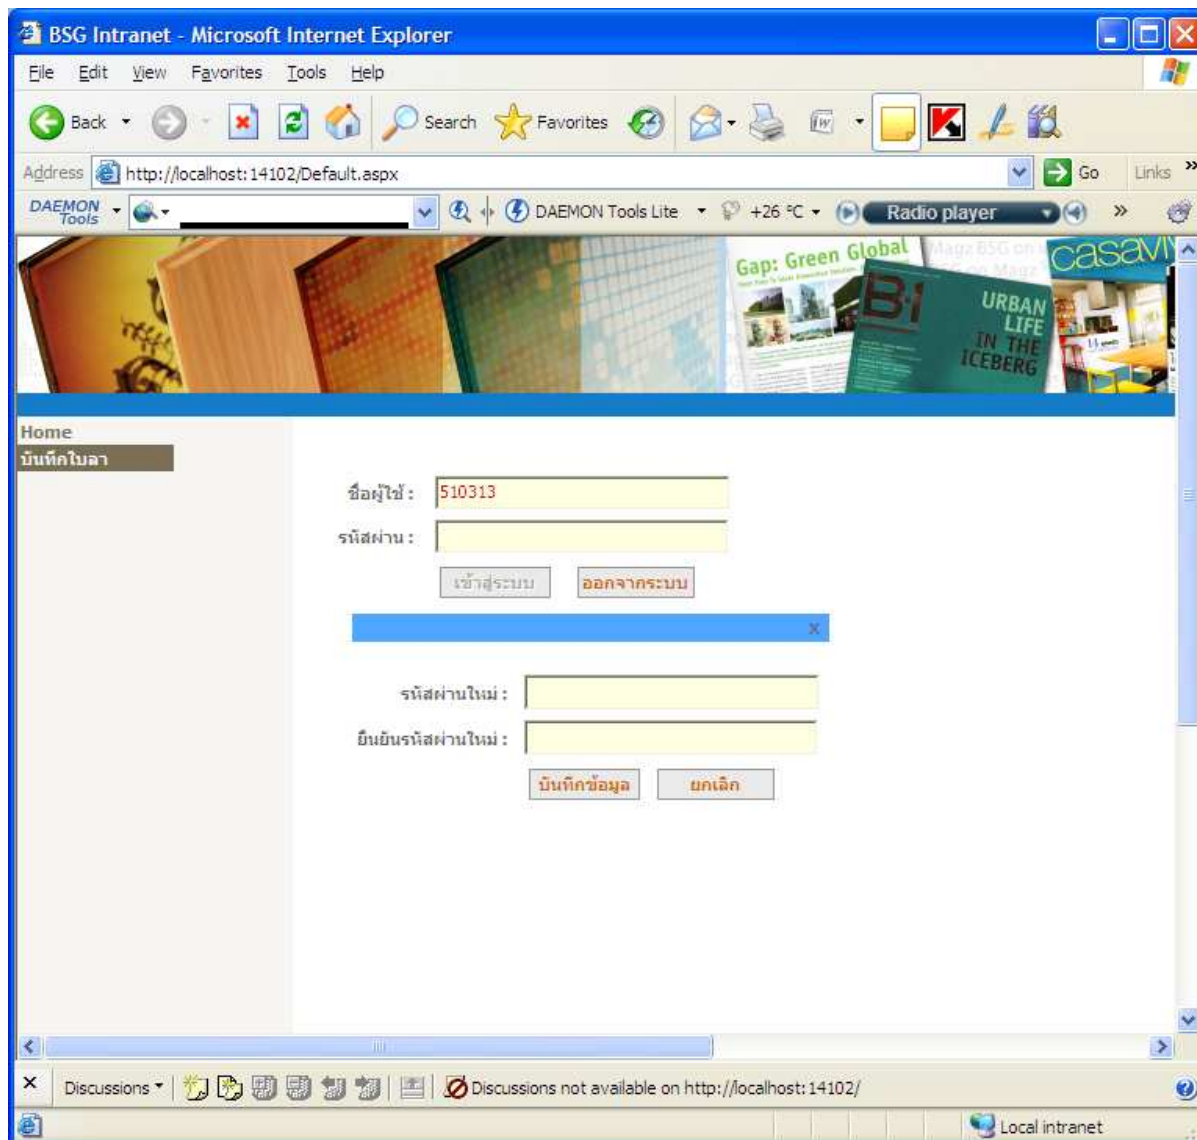 BSG Intranet - Microsoft Internet Explorer
File Edit View Favorites Tools Help
Back Search Favorites
Address http://localhost:14102/Default.aspx Go Links »
DAEMON Tools DAEMON Tools Lite +26 °C Radio player »
Gap: Green Global
Magz BSG on
casaviv
B-1
URBAN
LIFE
IN THE
ICEBERG
Home
บันทึกใบลา
ชื่อผู้ใช้ : 510313
รหัสผ่าน :
เข้าสู่ระบบ ออกจากระบบ
x
รหัสผ่านใหม่ :
ยืนยันรหัสผ่านใหม่ :
บันทึกข้อมูล ยกเลิก
× Discussions Discussions not available on http://localhost:14102/
Local intranet